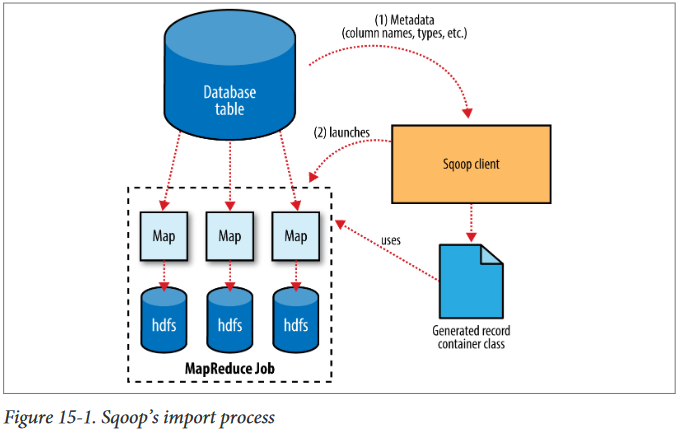 (1) Metadata
(column names, types, etc.)
Database
table
(2) launches
Sqoop client
Map
Map
Map
uses
hdfs
hdfs
hdfs
Generated record
container class
MapReduce Job
Figure 15-1. Sqoop's import process